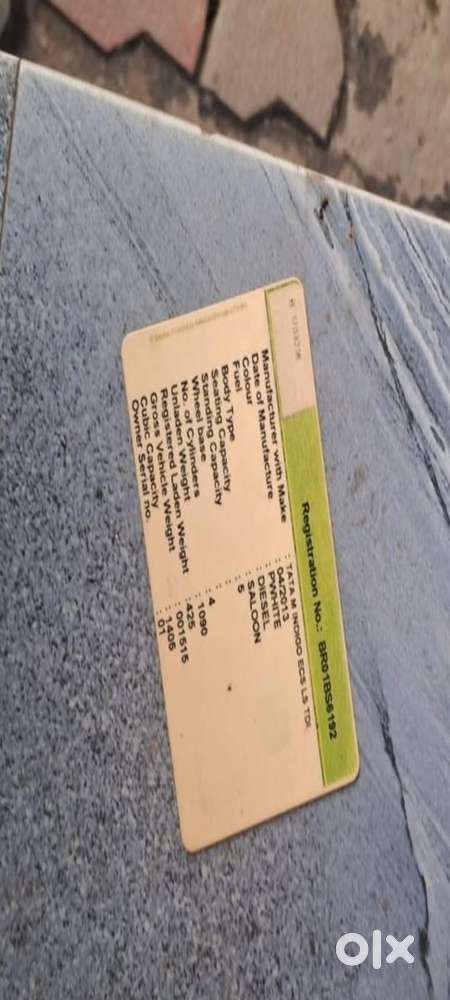 Registration No.: BR01BS6192
Manufacturer with Make : TATA M INDIGO ECS LS TDI
Date of Manufacture : 04/2013
Colour : PWHITE
Fuel : DIESEL
Body Type : SALOON
Seating Capacity : 5
Standing Capacity :
Wheel base :
No. of Cylinders : 4
Unladen Weight : 1090
Registered Laden Weight : 425
Gross Vehicle Weight : 001515
Cubic Capacity : 1405
Owner Serial no. : 01
olx